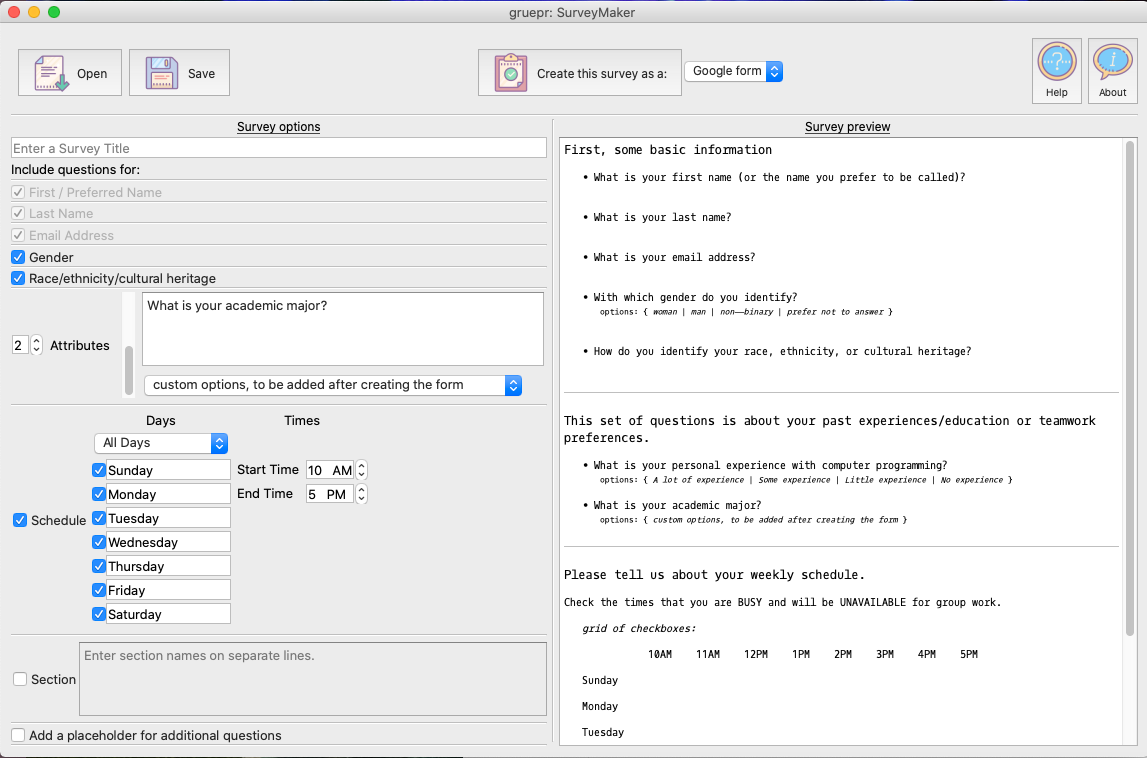 gruepr: SurveyMaker
Open
Save
Create this survey as a:
Google form
Help
About
Survey options
Enter a Survey Title
Include questions for:
First / Preferred Name
Last Name
Email Address
Gender
Race/ethnicity/cultural heritage
2 Attributes
What is your academic major?
custom options, to be added after creating the form
Days Times
All Days
Sunday Start Time 10 AM
Monday End Time 5 PM
Schedule Tuesday
Wednesday
Thursday
Friday
Saturday
Section
Enter section names on separate lines.
Add a placeholder for additional questions
Survey preview
First, some basic information
• What is your first name (or the name you prefer to be called)?
• What is your last name?
• What is your email address?
• With which gender do you identify?
options: { woman | man | non—binary | prefer not to answer }
• How do you identify your race, ethnicity, or cultural heritage?
This set of questions is about your past experiences/education or teamwork
preferences.
• What is your personal experience with computer programming?
options: { A lot of experience | Some experience | Little experience | No experience }
• What is your academic major?
options: { custom options, to be added after creating the form }
Please tell us about your weekly schedule.
Check the times that you are BUSY and will be UNAVAILABLE for group work.
grid of checkboxes:
10AM 11AM 12PM 1PM 2PM 3PM 4PM 5PM
Sunday
Monday
Tuesday